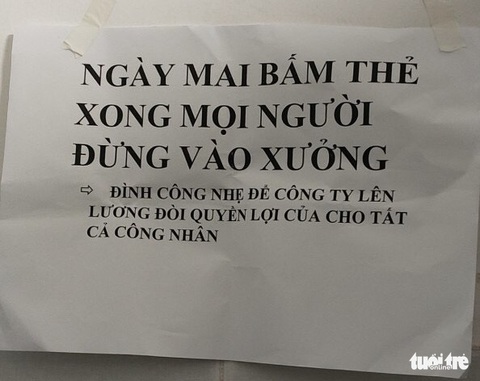 NGÀY MAI BẤM THẺ
XONG MỌI NGƯỜI
ĐỪNG VÀO XƯỞNG
⇨ ĐÌNH CÔNG NHẸ ĐỂ CÔNG TY LÊN
LƯƠNG ĐÒI QUYỀN LỢI CỦA CHO TẤT
CẢ CÔNG NHÂN
tuổi trẻ
online